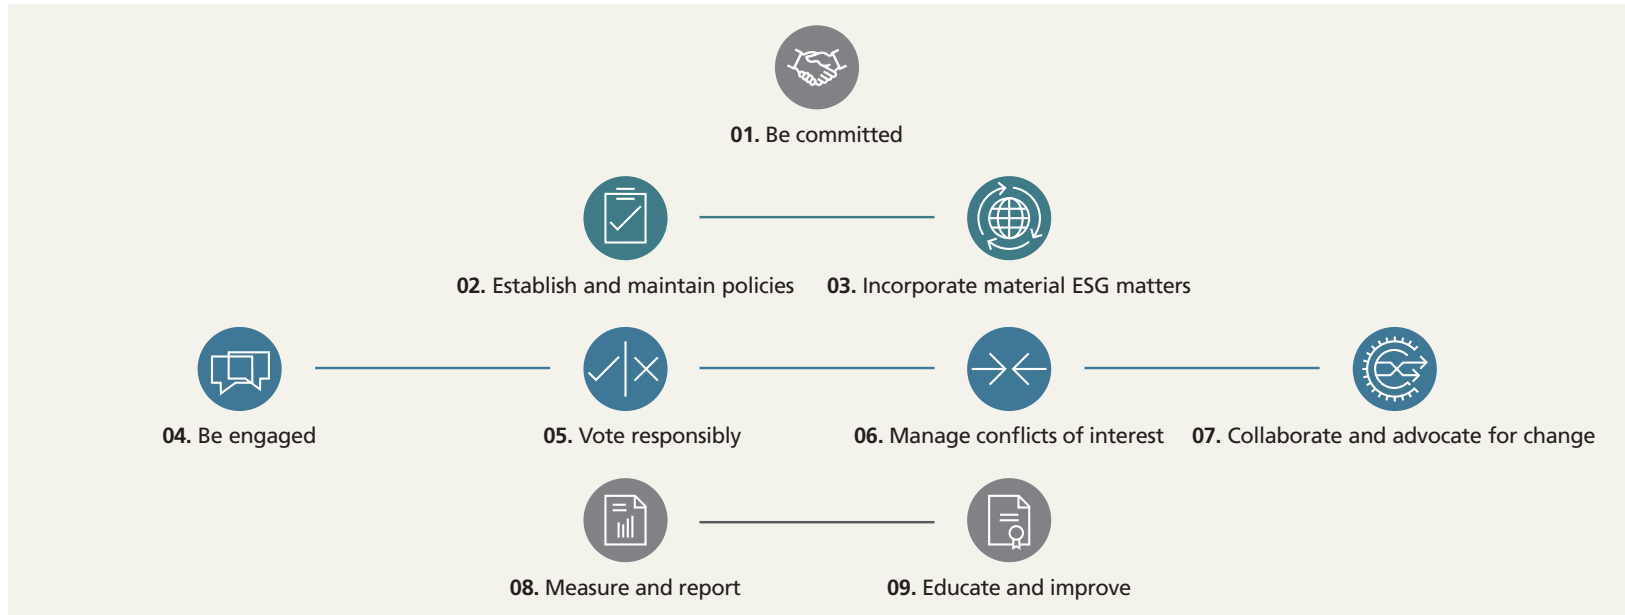 01. Be committed
02. Establish and maintain policies
03. Incorporate material ESG matters
04. Be engaged
05. Vote responsibly
06. Manage conflicts of interest
07. Collaborate and advocate for change
08. Measure and report
09. Educate and improve